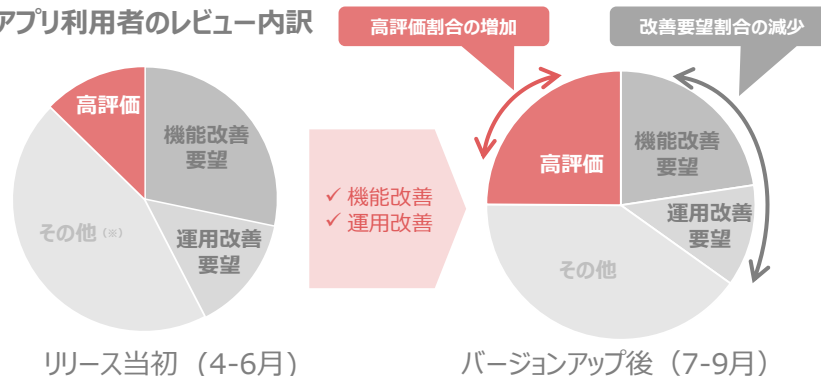 アプリ利用者のレビュー内訳
高評価割合の増加
改善要望割合の減少
高評価
機能改善
要望
その他（※）
運用改善
要望
✓ 機能改善
✓ 運用改善
高評価
機能改善
要望
運用改善
要望
その他
リリース当初（4-6月）
バージョンアップ後（7-9月）